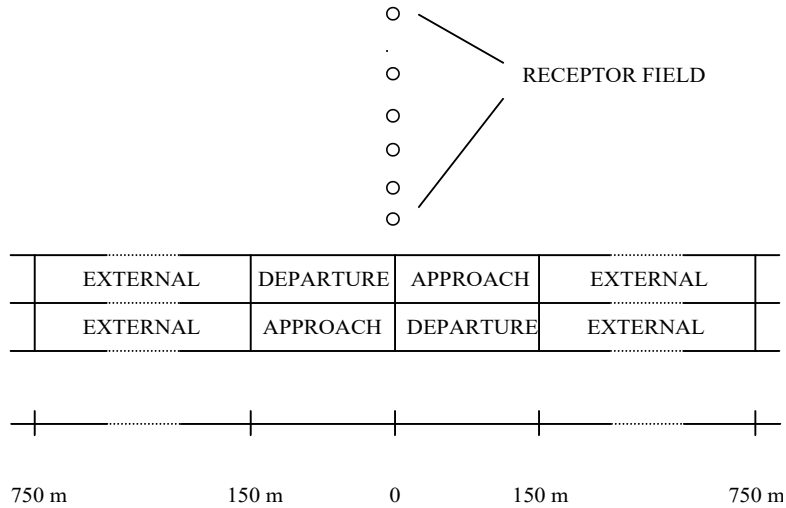 RECEPTOR FIELD
EXTERNAL DEPARTURE APPROACH EXTERNAL
EXTERNAL APPROACH DEPARTURE EXTERNAL
750 m 150 m 0 150 m 750 m